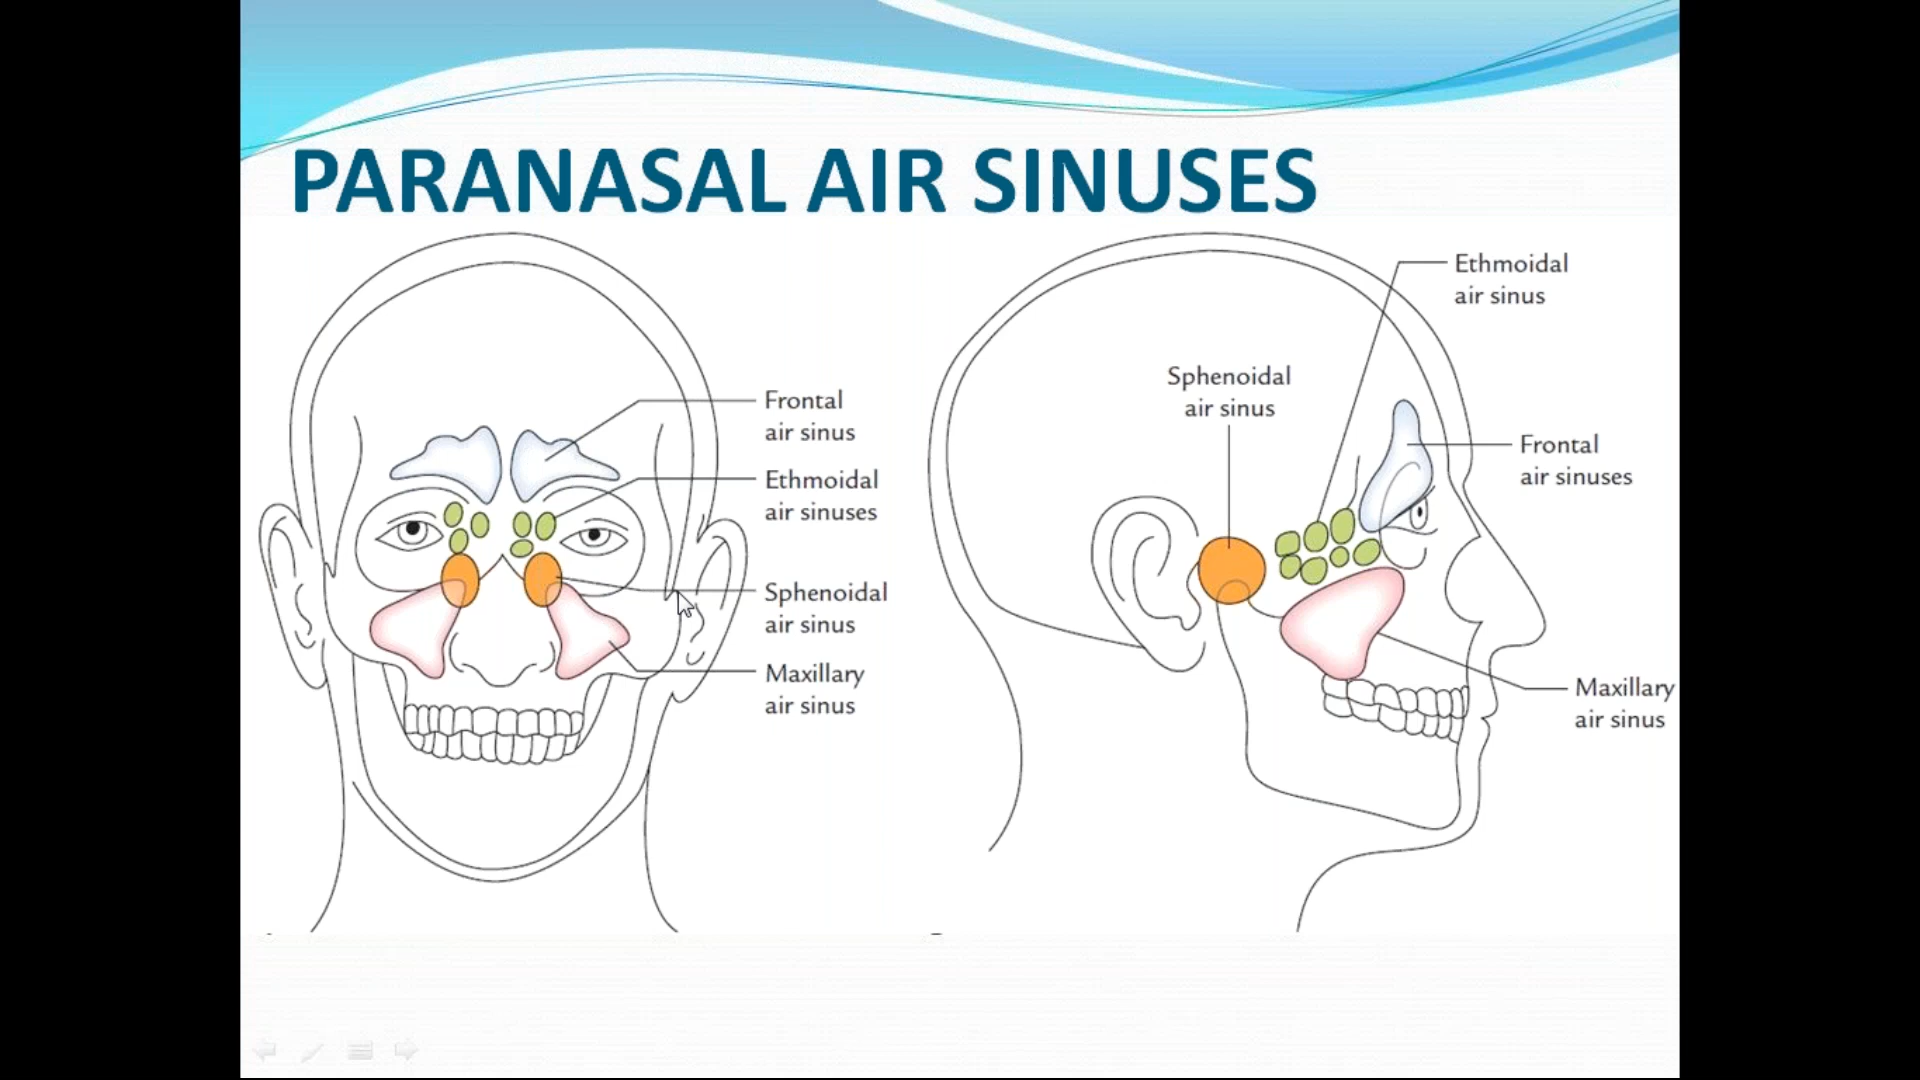 PARANASAL AIR SINUSES
Frontal
air sinus
Ethmoidal
air sinuses
Sphenoidal
air sinus
Maxillary
air sinus
Ethmoidal
air sinus
Sphenoidal
air sinus
Frontal
air sinuses
Maxillary
air sinus